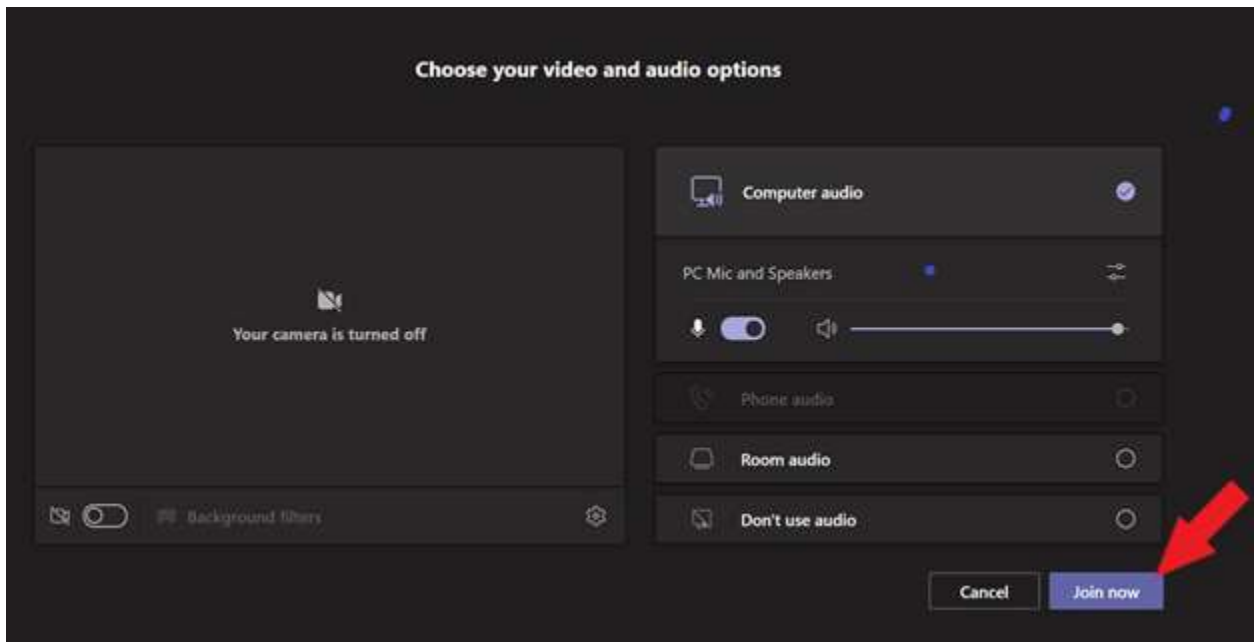 Choose your video and audio options
Your camera is turned off
Background filters
Computer audio
PC Mic and Speakers
Phone audio
Room audio
Don't use audio
Cancel
Join now